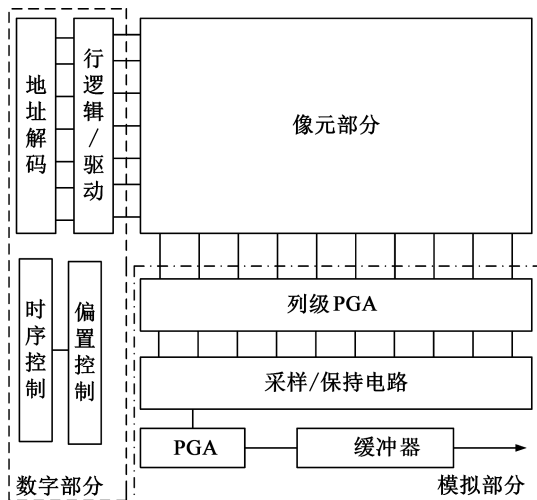 地址解码
行逻辑/驱动
像元部分
列级PGA
时序控制
偏置控制
采样/保持电路
PGA
缓冲器
数字部分
模拟部分